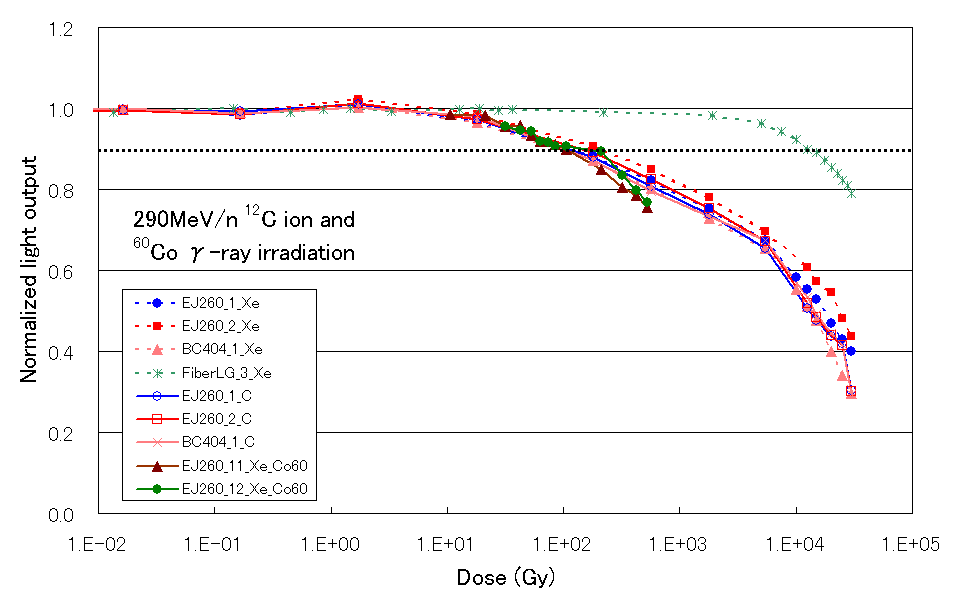 1.2
1.0
0.8
0.6
0.4
0.2
0.0
Normalized light output
290MeV/n ¹²C ion and
⁶⁰Co γ-ray irradiation
EJ260_1_Xe
EJ260_2_Xe
BC404_1_Xe
FiberLG_3_Xe
EJ260_1_C
EJ260_2_C
BC404_1_C
EJ260_11_Xe_Co60
EJ260_12_Xe_Co60
1.E-02 1.E-01 1.E+00 1.E+01 1.E+02 1.E+03 1.E+04 1.E+05
Dose (Gy)